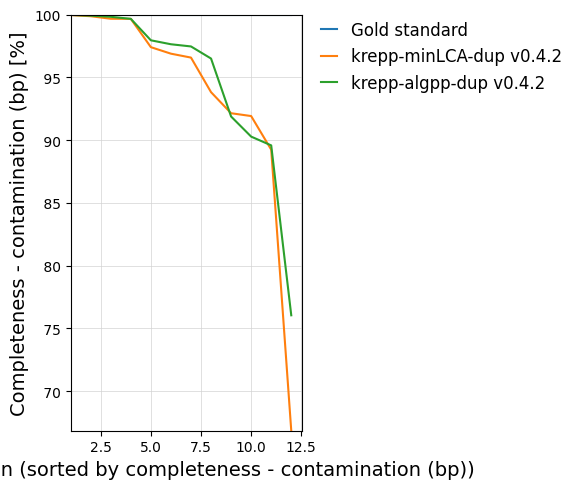 Gold standard
krepp-minLCA-dup v0.4.2
krepp-algpp-dup v0.4.2
Completeness - contamination (bp) [%]
100
95
90
85
80
75
70
2.5 5.0 7.5 10.0 12.5
n (sorted by completeness - contamination (bp))